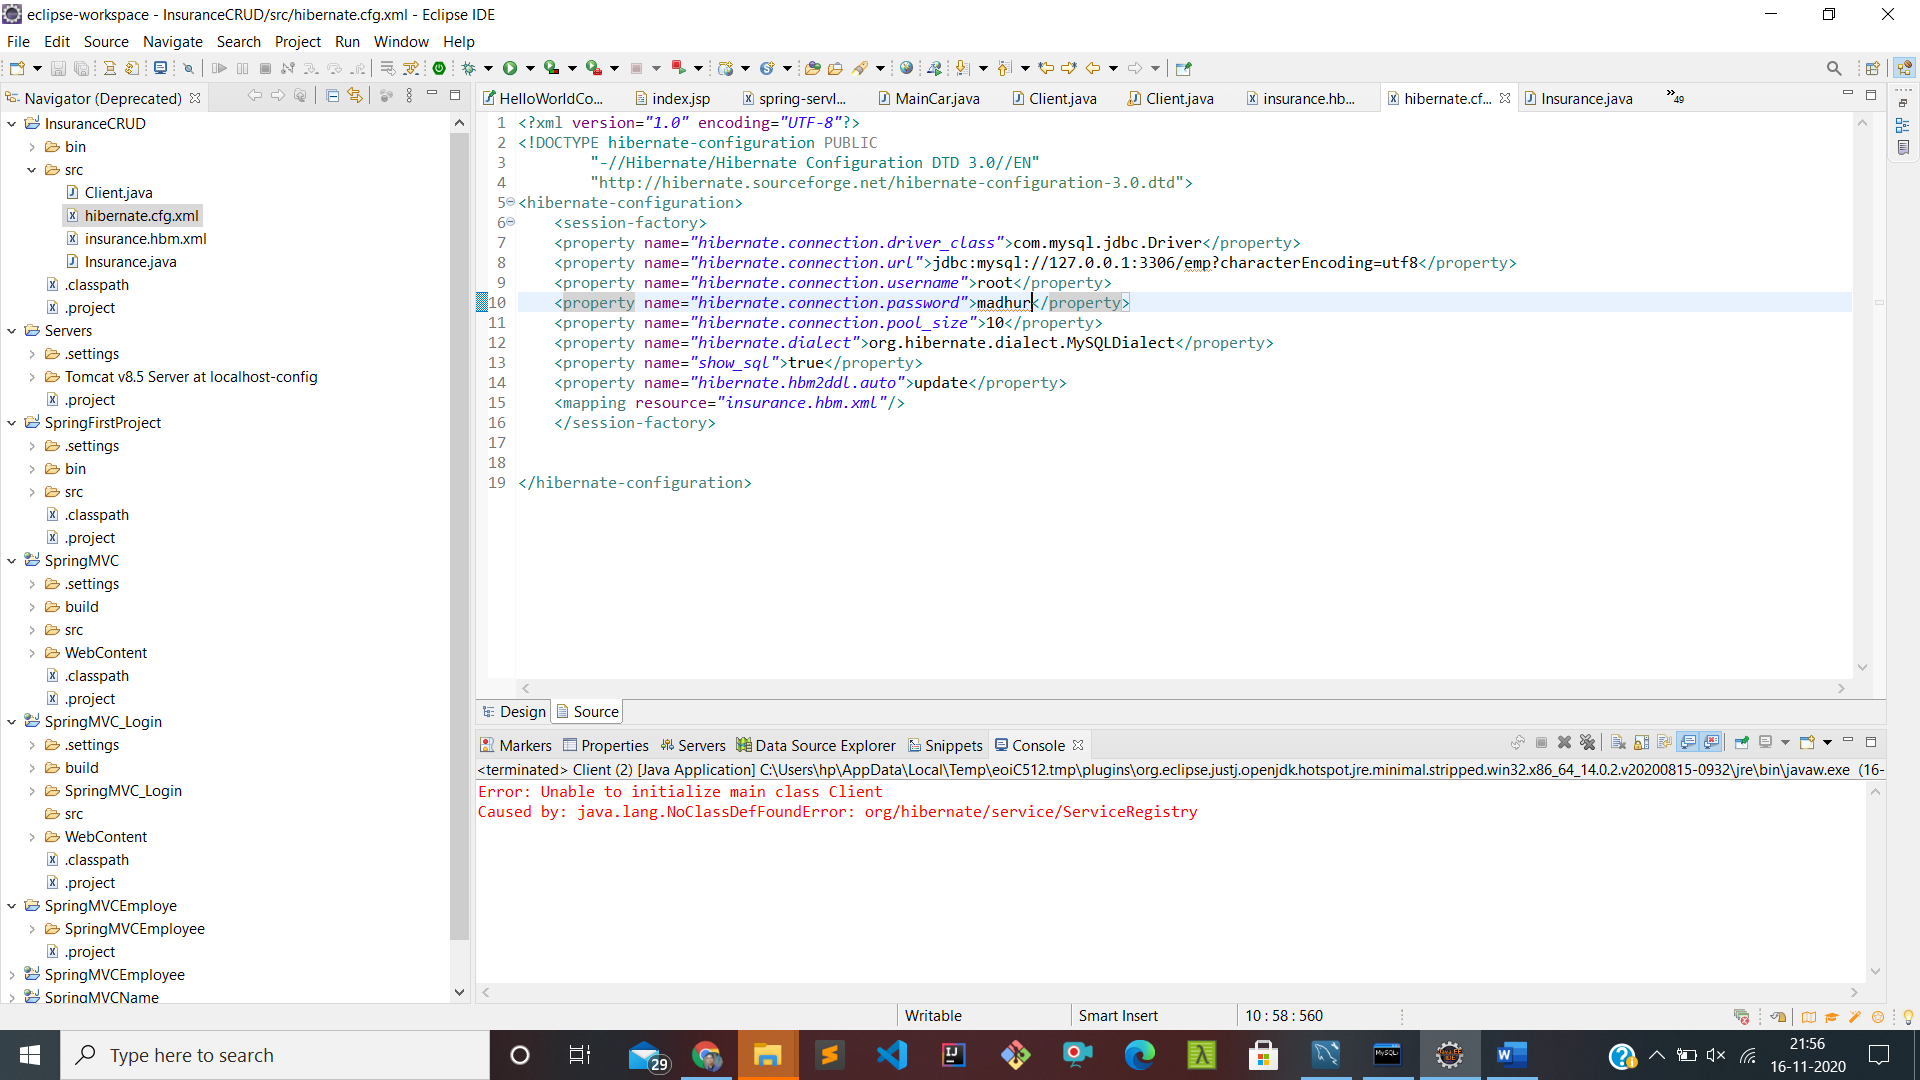 eclipse-workspace - InsuranceCRUD/src/hibernate.cfg.xml - Eclipse IDE
File Edit Source Navigate Search Project Run Window Help
Navigator (Deprecated)
InsuranceCRUD
bin
src
Client.java
hibernate.cfg.xml
insurance.hbm.xml
Insurance.java
.classpath
.project
Servers
.settings
Tomcat v8.5 Server at localhost-config
.project
SpringFirstProject
.settings
bin
src
.classpath
.project
SpringMVC
.settings
build
src
WebContent
.classpath
.project
SpringMVC_Login
.settings
build
SpringMVC_Login
src
WebContent
.classpath
.project
SpringMVCEmploye
SpringMVCEmployee
.project
SpringMVCEmployee
SpringMVCName
HelloWorldCo... index.jsp spring-servl... MainCar.java Client.java Client.java insurance.hb... hibernate.cf... Insurance.java »49
1 <?xml version="1.0" encoding="UTF-8"?>
2 <!DOCTYPE hibernate-configuration PUBLIC
3 "-//Hibernate/Hibernate Configuration DTD 3.0//EN"
4 "http://hibernate.sourceforge.net/hibernate-configuration-3.0.dtd">
5 <hibernate-configuration>
6 <session-factory>
7 <property name="hibernate.connection.driver_class">com.mysql.jdbc.Driver</property>
8 <property name="hibernate.connection.url">jdbc:mysql://127.0.0.1:3306/emp?characterEncoding=utf8</property>
9 <property name="hibernate.connection.username">root</property>
10 <property name="hibernate.connection.password">madhur</property>
11 <property name="hibernate.connection.pool_size">10</property>
12 <property name="hibernate.dialect">org.hibernate.dialect.MySQLDialect</property>
13 <property name="show_sql">true</property>
14 <property name="hibernate.hbm2ddl.auto">update</property>
15 <mapping resource="insurance.hbm.xml"/>
16 </session-factory>
17
18
19 </hibernate-configuration>
Design Source
Markers Properties Servers Data Source Explorer Snippets Console
<terminated> Client (2) [Java Application] C:\Users\hp\AppData\Local\Temp\eoiC512.tmp\plugins\org.eclipse.justj.openjdk.hotspot.jre.minimal.stripped.win32.x86_64_14.0.2.v20200815-0932\jre\bin\javaw.exe (16-
Error: Unable to initialize main class Client
Caused by: java.lang.NoClassDefFoundError: org/hibernate/service/ServiceRegistry
Writable Smart Insert 10 : 58 : 560
Type here to search
29
21:56
16-11-2020